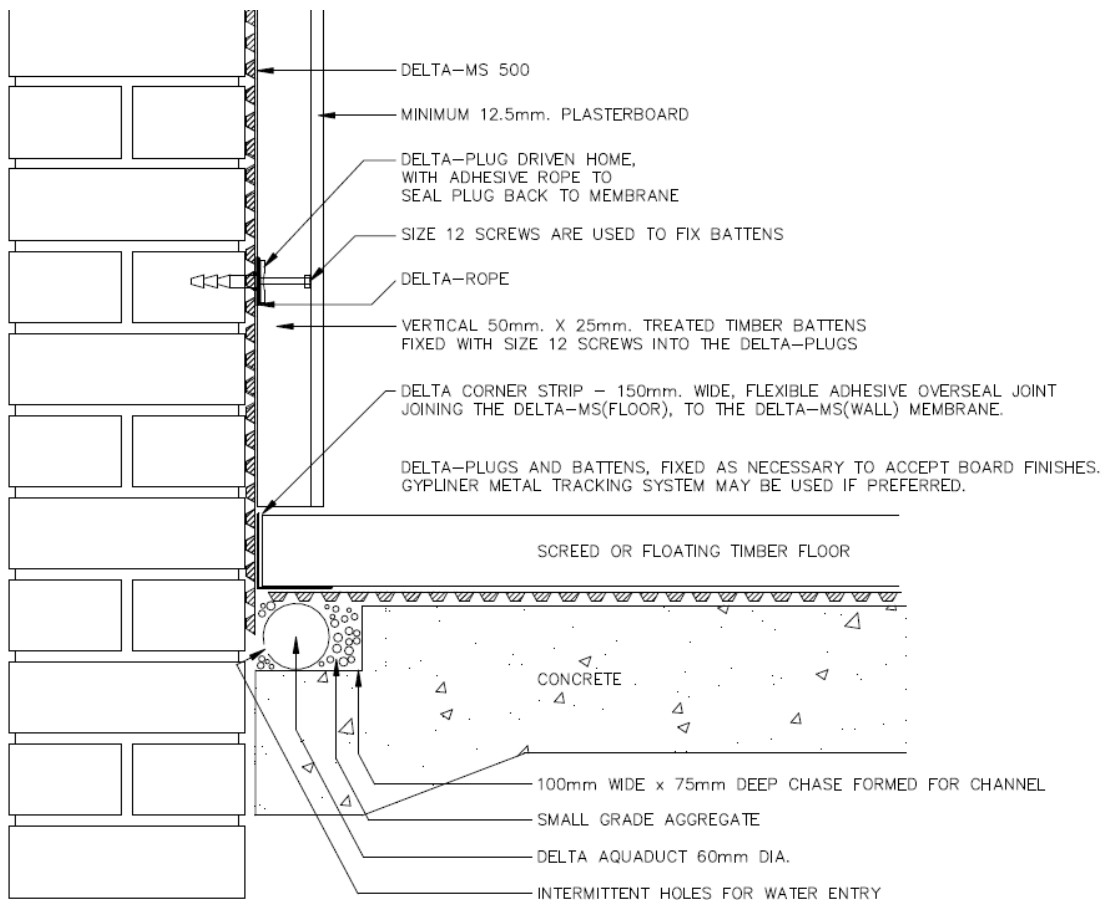 DELTA-MS 500
MINIMUM 12.5mm. PLASTERBOARD
DELTA-PLUG DRIVEN HOME,
WITH ADHESIVE ROPE TO
SEAL PLUG BACK TO MEMBRANE
SIZE 12 SCREWS ARE USED TO FIX BATTENS
DELTA-ROPE
VERTICAL 50mm. X 25mm. TREATED TIMBER BATTENS
FIXED WITH SIZE 12 SCREWS INTO THE DELTA-PLUGS
DELTA CORNER STRIP - 150mm. WIDE, FLEXIBLE ADHESIVE OVERSEAL JOINT
JOINING THE DELTA-MS(FLOOR), TO THE DELTA-MS(WALL) MEMBRANE.
DELTA-PLUGS AND BATTENS, FIXED AS NECESSARY TO ACCEPT BOARD FINISHES.
GYPLINER METAL TRACKING SYSTEM MAY BE USED IF PREFERRED.
SCREED OR FLOATING TIMBER FLOOR
CONCRETE
100mm WIDE x 75mm DEEP CHASE FORMED FOR CHANNEL
SMALL GRADE AGGREGATE
DELTA AQUADUCT 60mm DIA.
INTERMITTENT HOLES FOR WATER ENTRY